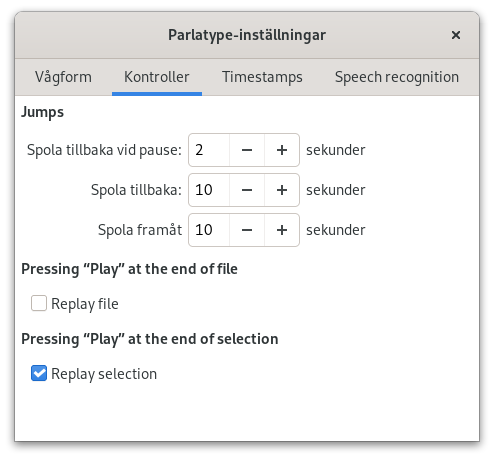 Parlatype-inställningar
Vågform Kontroller Timestamps Speech recognition
Jumps
Spola tillbaka vid pause: 2 − + sekunder
Spola tillbaka: 10 − + sekunder
Spola framåt 10 − + sekunder
Pressing “Play” at the end of file
Replay file
Pressing “Play” at the end of selection
Replay selection